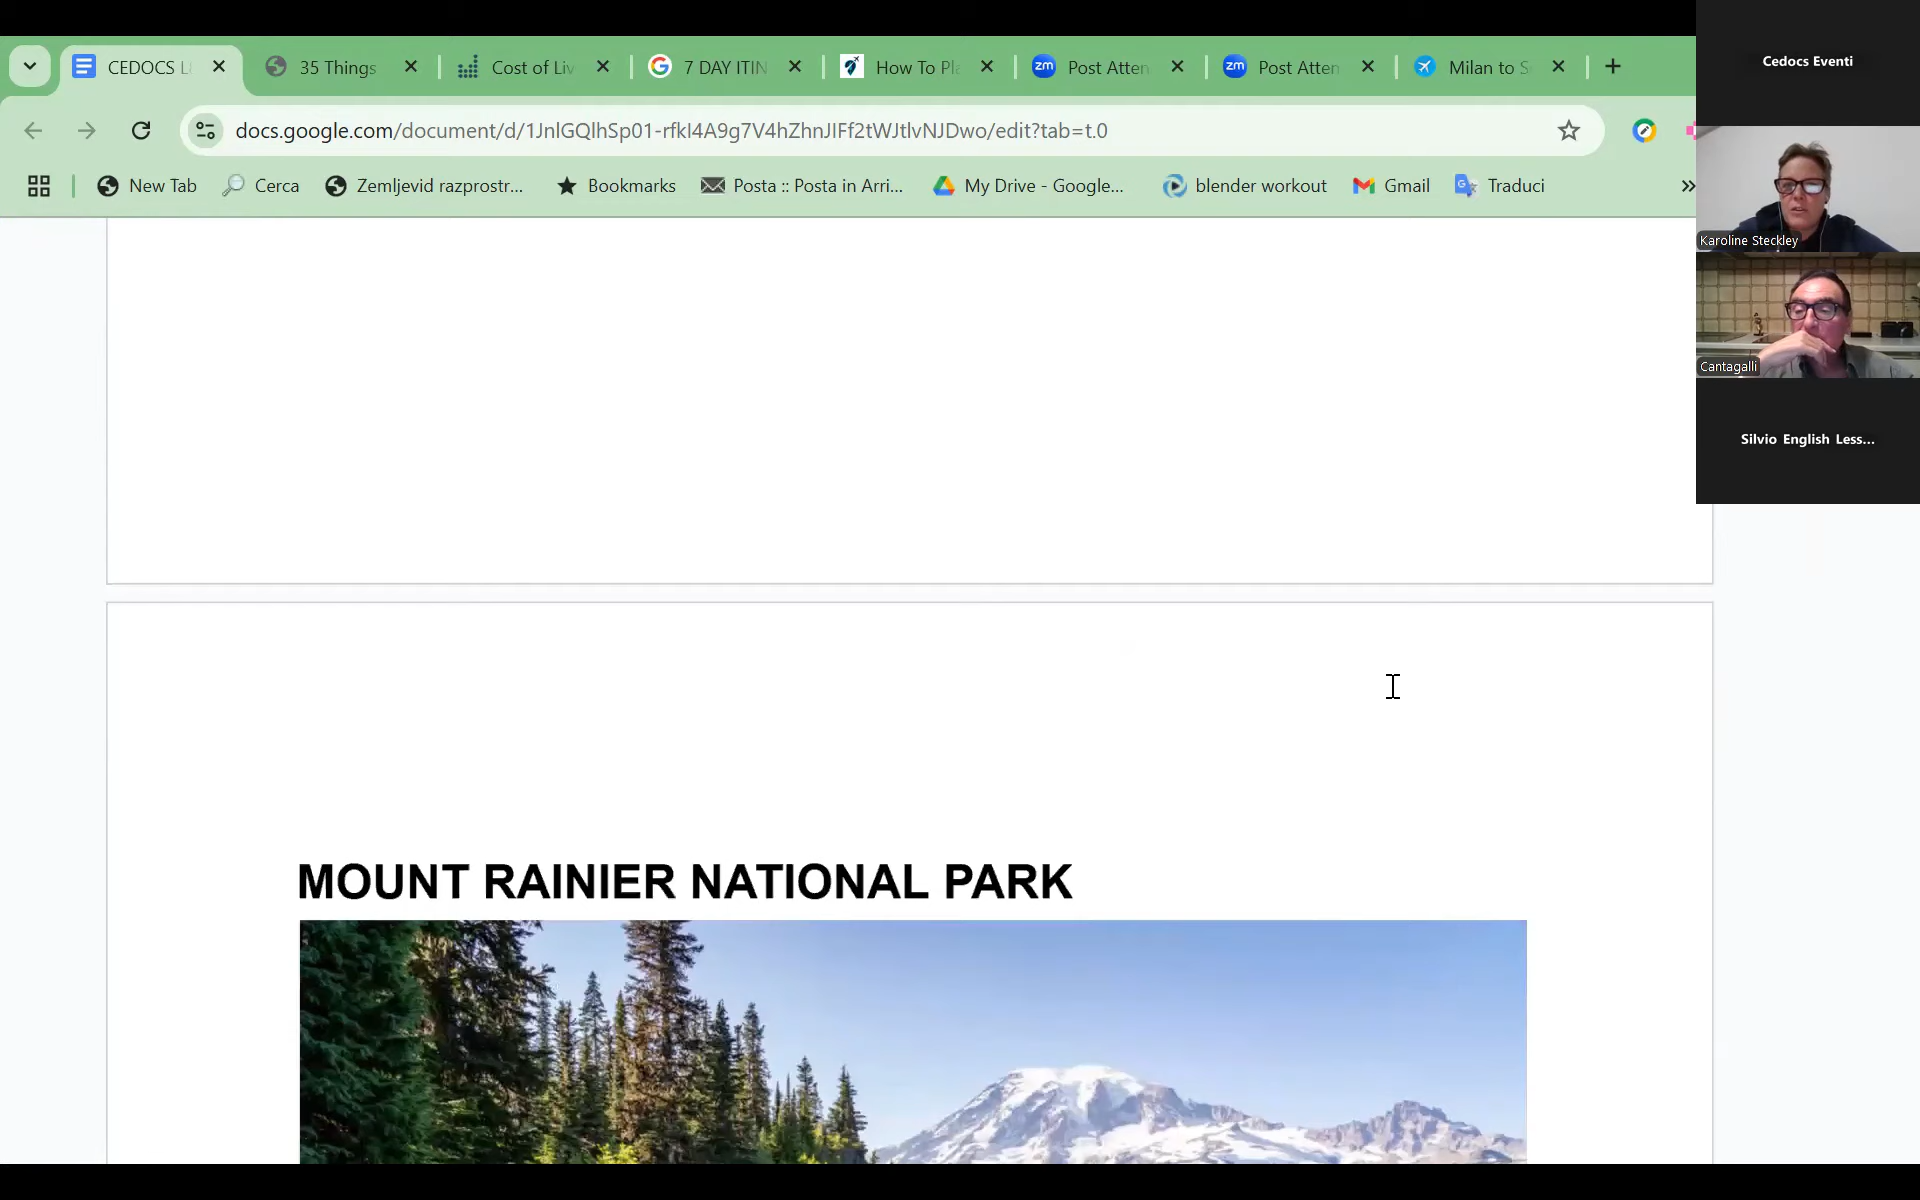 CEDOCS L
35 Things
Cost of Liv
7 DAY ITIN
How To Pla
Post Atten
Post Atten
Milan to S
docs.google.com/document/d/1JnlGQlhSp01-rfkI4A9g7V4hZhnJIFf2tWJtlvNJDwo/edit?tab=t.0
New Tab
Cerca
Zemljevid razprostr...
Bookmarks
Posta :: Posta in Arri...
My Drive - Google...
blender workout
Gmail
Traduci
Cedocs Eventi
Karoline Steckley
Cantagalli
Silvio English Less...
MOUNT RAINIER NATIONAL PARK